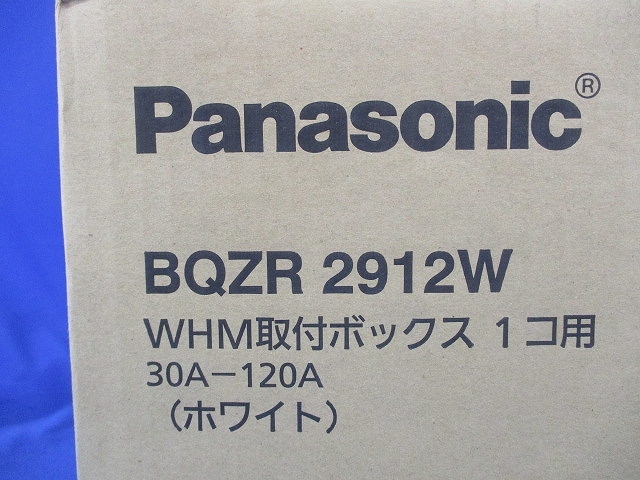 Panasonic®
BQZR 2912W
WHM取付ボックス 1コ用
30A−120A
(ホワイト)